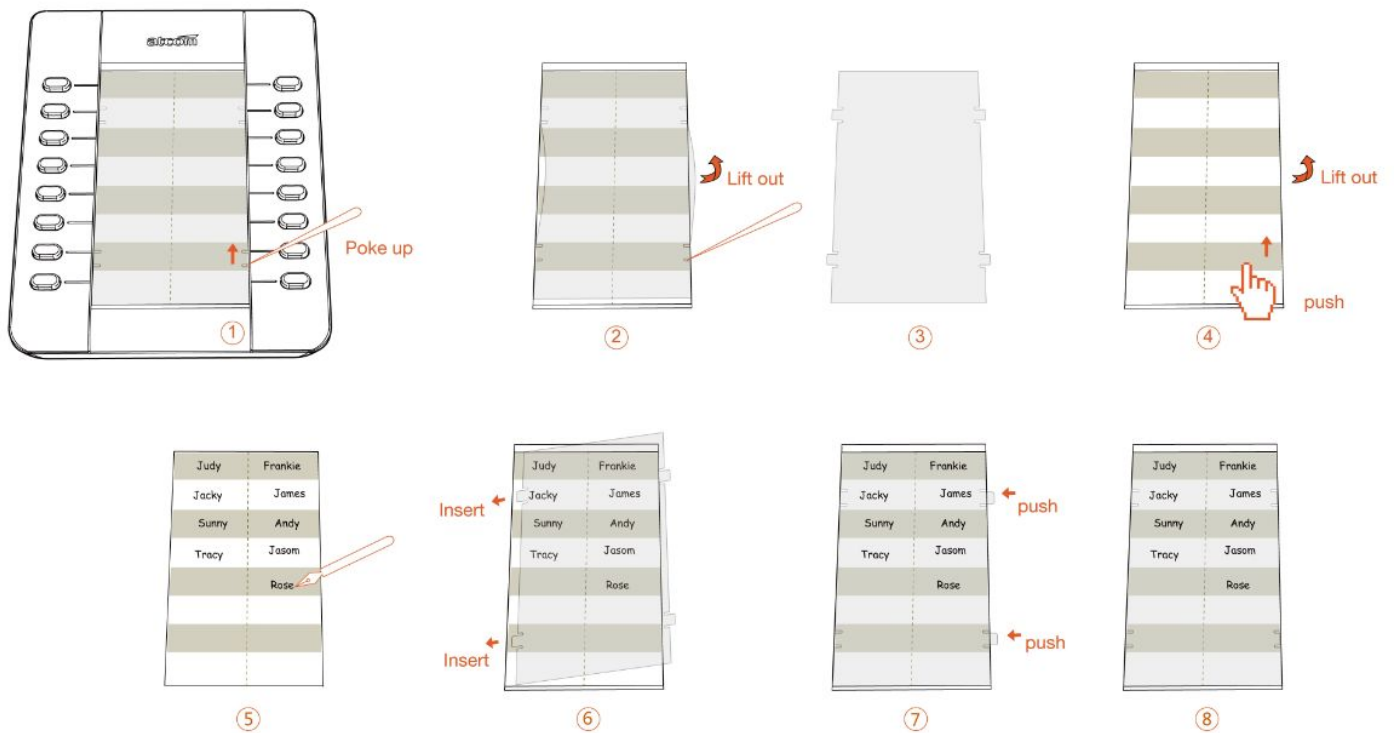 atcom
Poke up
①
Lift out
②
③
Lift out
push
④
Judy Frankie
Jacky James
Sunny Andy
Tracy Jasom
Rose
⑤
Insert
Insert
Judy Frankie
Jacky James
Sunny Andy
Tracy Jasom
Rose
⑥
Judy Frankie
Jacky James
Sunny Andy
Tracy Jasom
Rose
push
push
⑦
Judy Frankie
Jacky James
Sunny Andy
Tracy Jasom
Rose
⑧